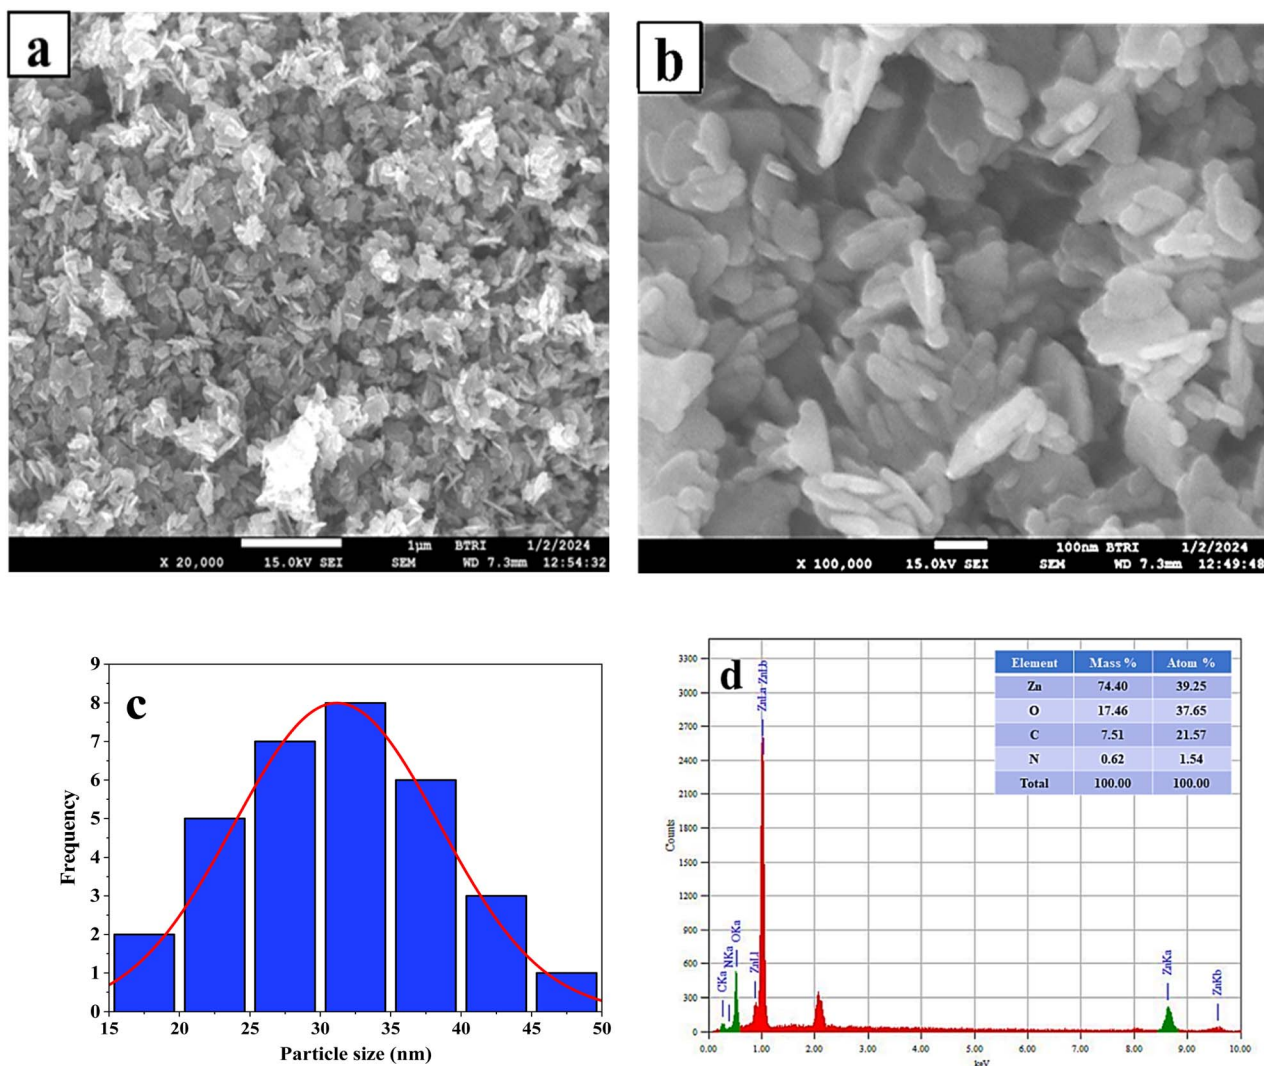 a
1μm BTRI 1/2/2024
X 20,000 15.0kV SEI SEM WD 7.3mm 12:54:32
b
100nm BTRI 1/2/2024
X 100,000 15.0kV SEI SEM WD 7.3mm 12:49:48
c
9
8
7
6
5
4
3
2
1
0
Frequency
15 20 25 30 35 40 45 50
Particle size (nm)
d
Element Mass % Atom %
Zn 74.40 39.25
O 17.46 37.65
C 7.51 21.57
N 0.62 1.54
Total 100.00 100.00
3300
3000
2700
2400
2100
1800
1500
1200
900
600
300
0
Counts
CKa
NKa
OKa
ZnLl
ZnLa ZnLb
ZnKa
ZnKb
0.00 1.00 2.00 3.00 4.00 5.00 6.00 7.00 8.00 9.00 10.00
keV